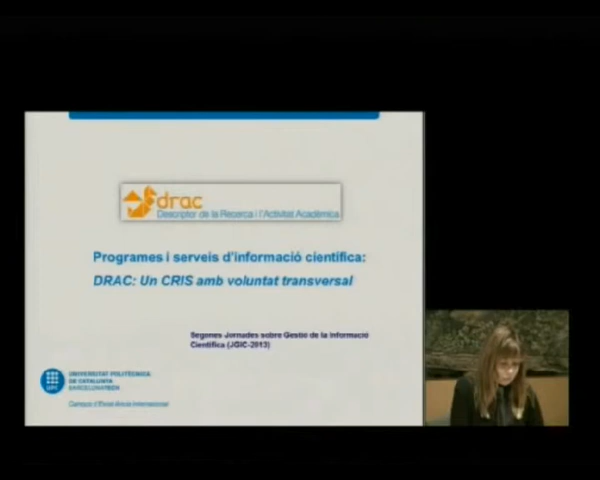 drac
Descriptor de la Recerca i l'Activitat Acadèmica
Programes i serveis d'informació científica:
DRAC: Un CRIS amb voluntat transversal
Segones Jornades sobre Gestió de la Informació
Científica (JGIC-2013)
UNIVERSITAT POLITÈCNICA
DE CATALUNYA
BARCELONATECH
UPC
Campus d'Excel·lència Internacional